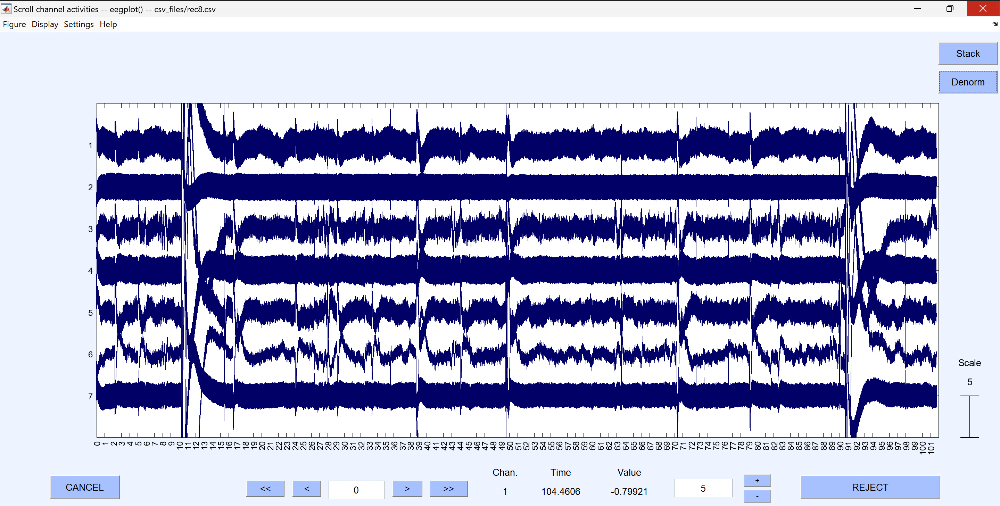 Scroll channel activities -- eegplot() -- csv_files/rec8.csv
Figure Display Settings Help
Stack
Denorm
1
2
3
4
5
6
7
Scale
5
0 1 2 3 4 5 6 7 8 9 10 11 12 13 14 15 16 17 18 19 20 21 22 23 24 25 26 27 28 29 30 31 32 33 34 35 36 37 38 39 40 41 42 43 44 45 46 47 48 49 50 51 52 53 54 55 56 57 58 59 60 61 62 63 64 65 66 67 68 69 70 71 72 73 74 75 76 77 78 79 80 81 82 83 84 85 86 87 88 89 90 91 92 93 94 95 96 97 98 99 100 101
Chan. Time Value
CANCEL << < 0 > >> 1 104.4606 -0.79921 5 + - REJECT